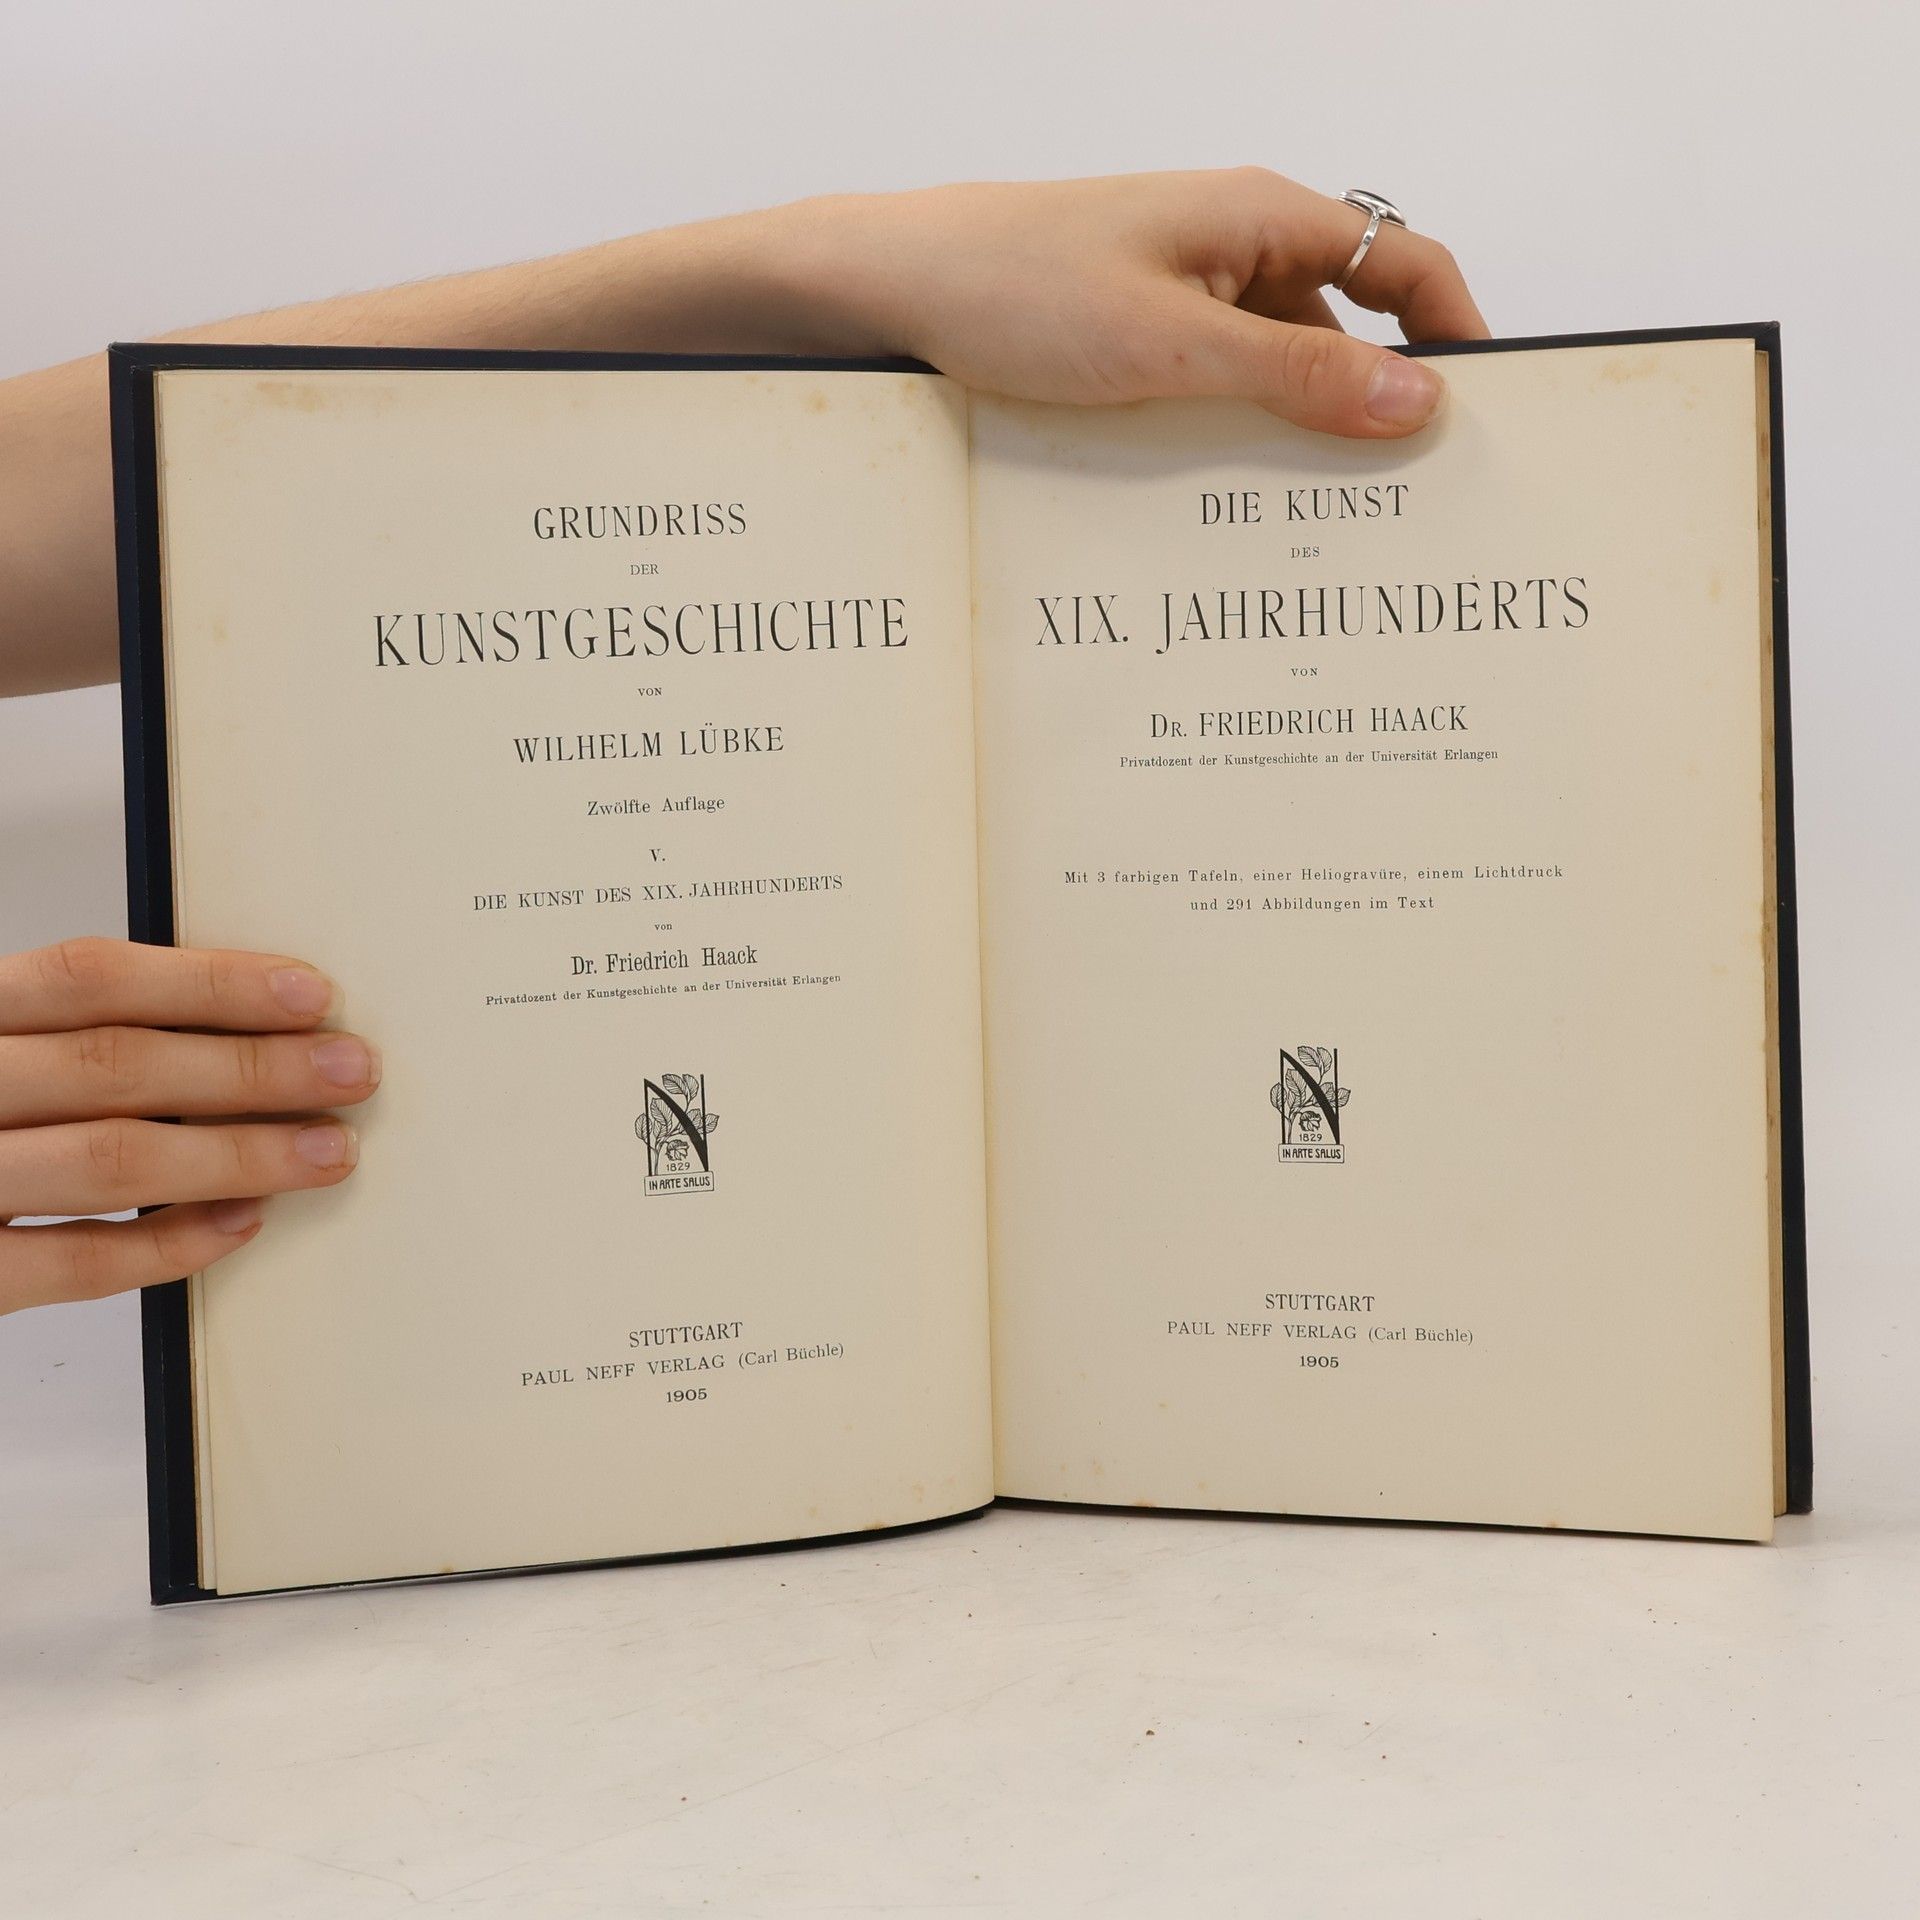 GRUNDRISS
DER
KUNSTGESCHICHTE
VON
WILHELM LÜBKE
Zwölfte Auflage
V.
DIE KUNST DES XIX. JAHRHUNDERTS
von
Dr. Friedrich Haack
Privatdozent der Kunstgeschichte an der Universität Erlangen
N
1829
IN ARTE SALUS
STUTTGART
PAUL NEFF VERLAG (Carl Büchle)
1905
DIE KUNST
DES
XIX. JAHRHUNDERTS
VON
DR. FRIEDRICH HAACK
Privatdozent der Kunstgeschichte an der Universität Erlangen
Mit 3 farbigen Tafeln, einer Heliogravüre, einem Lichtdruck
und 291 Abbildungen im Text
N
1829
IN ARTE SALUS
STUTTGART
PAUL NEFF VERLAG (Carl Büchle)
1905